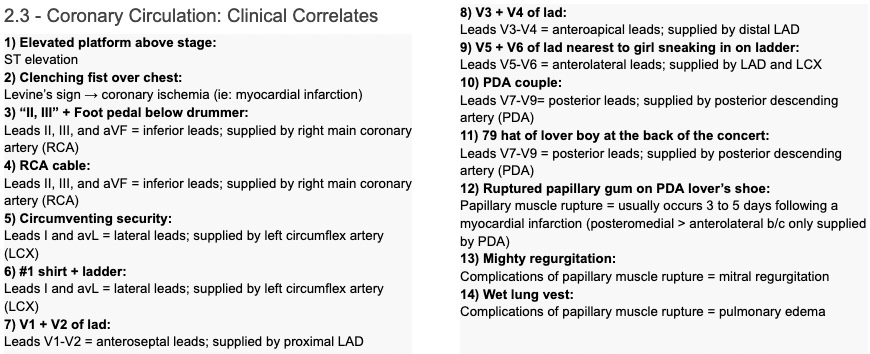 2.3 - Coronary Circulation: Clinical Correlates
1) Elevated platform above stage:
ST elevation
2) Clenching fist over chest:
Levine's sign → coronary ischemia (ie: myocardial infarction)
3) “II, III” + Foot pedal below drummer:
Leads II, III, and aVF = inferior leads; supplied by right main coronary
artery (RCA)
4) RCA cable:
Leads II, III, and aVF = inferior leads; supplied by right main coronary
artery (RCA)
5) Circumventing security:
Leads I and avL = lateral leads; supplied by left circumflex artery
(LCX)
6) #1 shirt + ladder:
Leads I and avL = lateral leads; supplied by left circumflex artery
(LCX)
7) V1 + V2 of lad:
Leads V1-V2 = anteroseptal leads; supplied by proximal LAD
8) V3 + V4 of lad:
Leads V3-V4 = anteroapical leads; supplied by distal LAD
9) V5 + V6 of lad nearest to girl sneaking in on ladder:
Leads V5-V6 = anterolateral leads; supplied by LAD and LCX
10) PDA couple:
Leads V7-V9= posterior leads; supplied by posterior descending
artery (PDA)
11) 79 hat of lover boy at the back of the concert:
Leads V7-V9 = posterior leads; supplied by posterior descending
artery (PDA)
12) Ruptured papillary gum on PDA lover's shoe:
Papillary muscle rupture = usually occurs 3 to 5 days following a
myocardial infarction (posteromedial > anterolateral b/c only supplied
by PDA)
13) Mighty regurgitation:
Complications of papillary muscle rupture = mitral regurgitation
14) Wet lung vest:
Complications of papillary muscle rupture = pulmonary edema